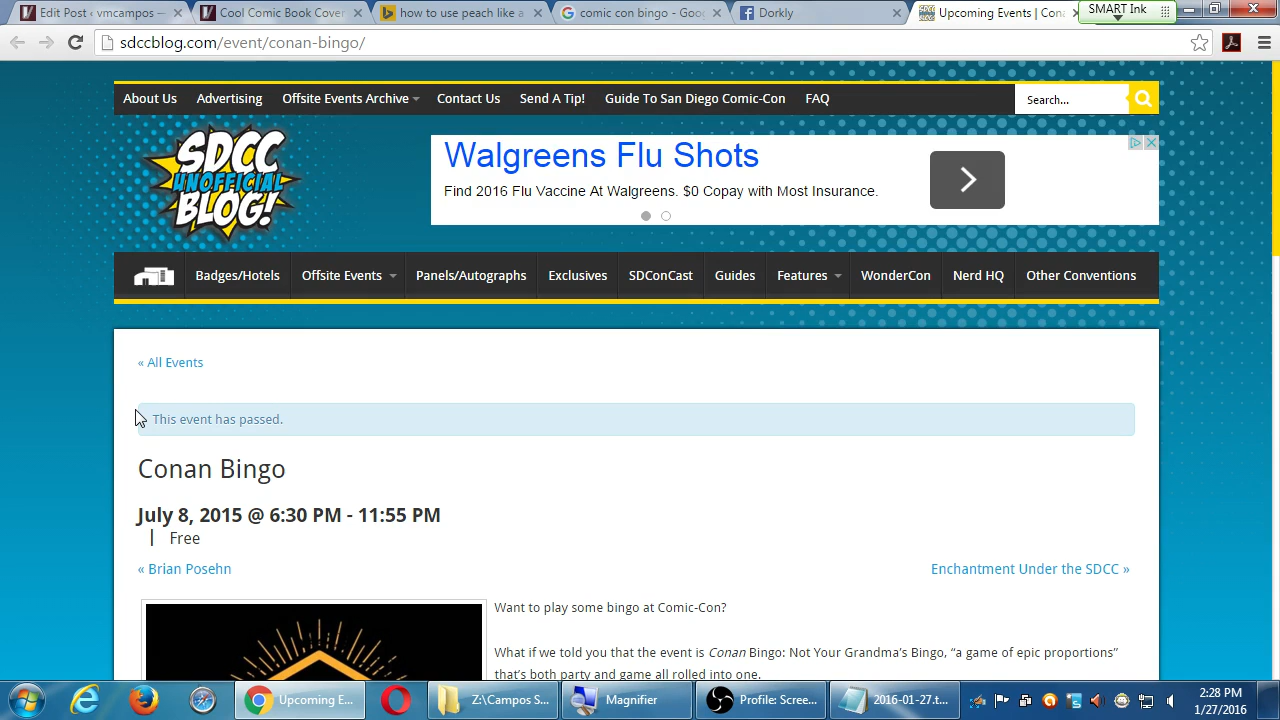 Edit Post ‹ vmcampos —
Cool Comic Book Cover
how to use peach like a
comic con bingo - Goo
Dorkly
Upcoming Events | Con
SMART Ink
sdccblog.com/event/conan-bingo/
About Us
Advertising
Offsite Events Archive
Contact Us
Send A Tip!
Guide To San Diego Comic-Con
FAQ
Search...
SDCC
UNOFFICIAL
BLOG!
Walgreens Flu Shots
Find 2016 Flu Vaccine At Walgreens. $0 Copay with Most Insurance.
Badges/Hotels
Offsite Events
Panels/Autographs
Exclusives
SDConCast
Guides
Features
WonderCon
Nerd HQ
Other Conventions
« All Events
This event has passed.
Conan Bingo
July 8, 2015 @ 6:30 PM - 11:55 PM
| Free
« Brian Posehn
Enchantment Under the SDCC »
Want to play some bingo at Comic-Con?
What if we told you that the event is Conan Bingo: Not Your Grandma's Bingo, “a game of epic proportions”
that's both party and game all rolled into one.
Upcoming E...
Z:\Campos S...
Magnifier
Profile: Scree...
2016-01-27.t...
2:28 PM
1/27/2016